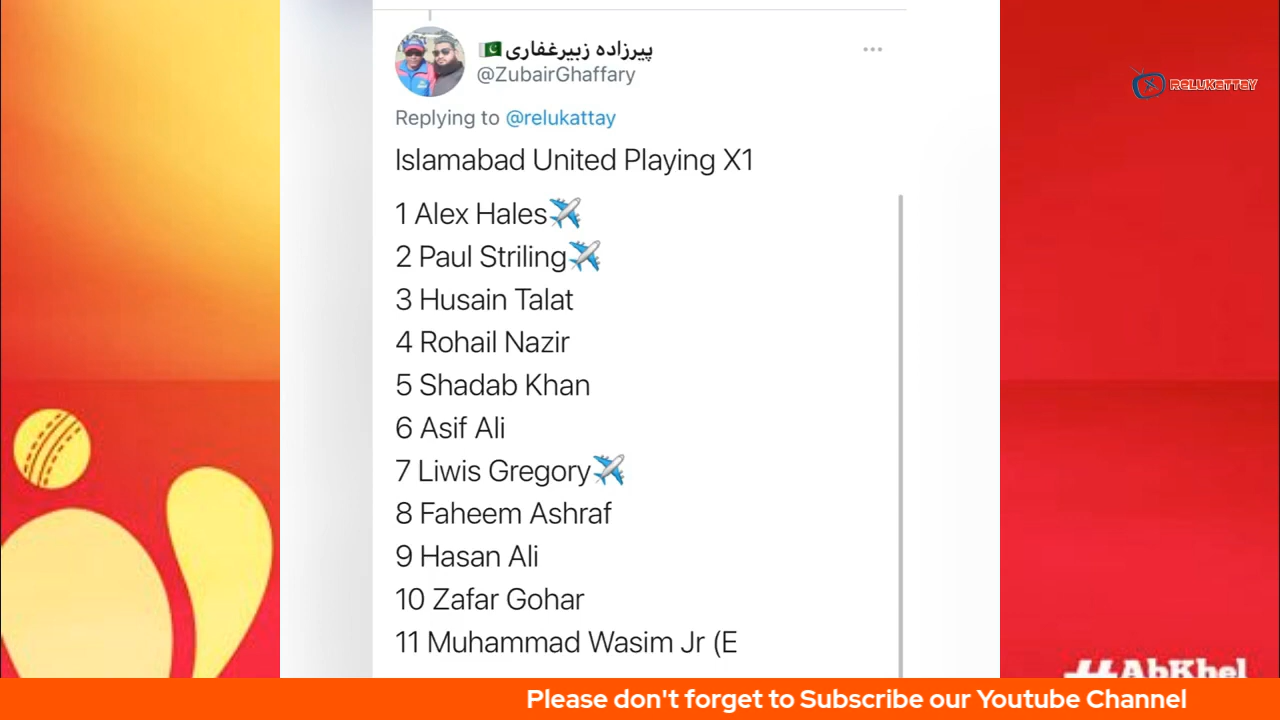 پیرزاده زبیرغفاری
@ZubairGhaffary
RELUKATTAY
Replying to @relukattay
Islamabad United Playing X1
1 Alex Hales
2 Paul Striling
3 Husain Talat
4 Rohail Nazir
5 Shadab Khan
6 Asif Ali
7 Liwis Gregory
8 Faheem Ashraf
9 Hasan Ali
10 Zafar Gohar
11 Muhammad Wasim Jr (E
#AbKhel
Please don't forget to Subscribe our Youtube Channel